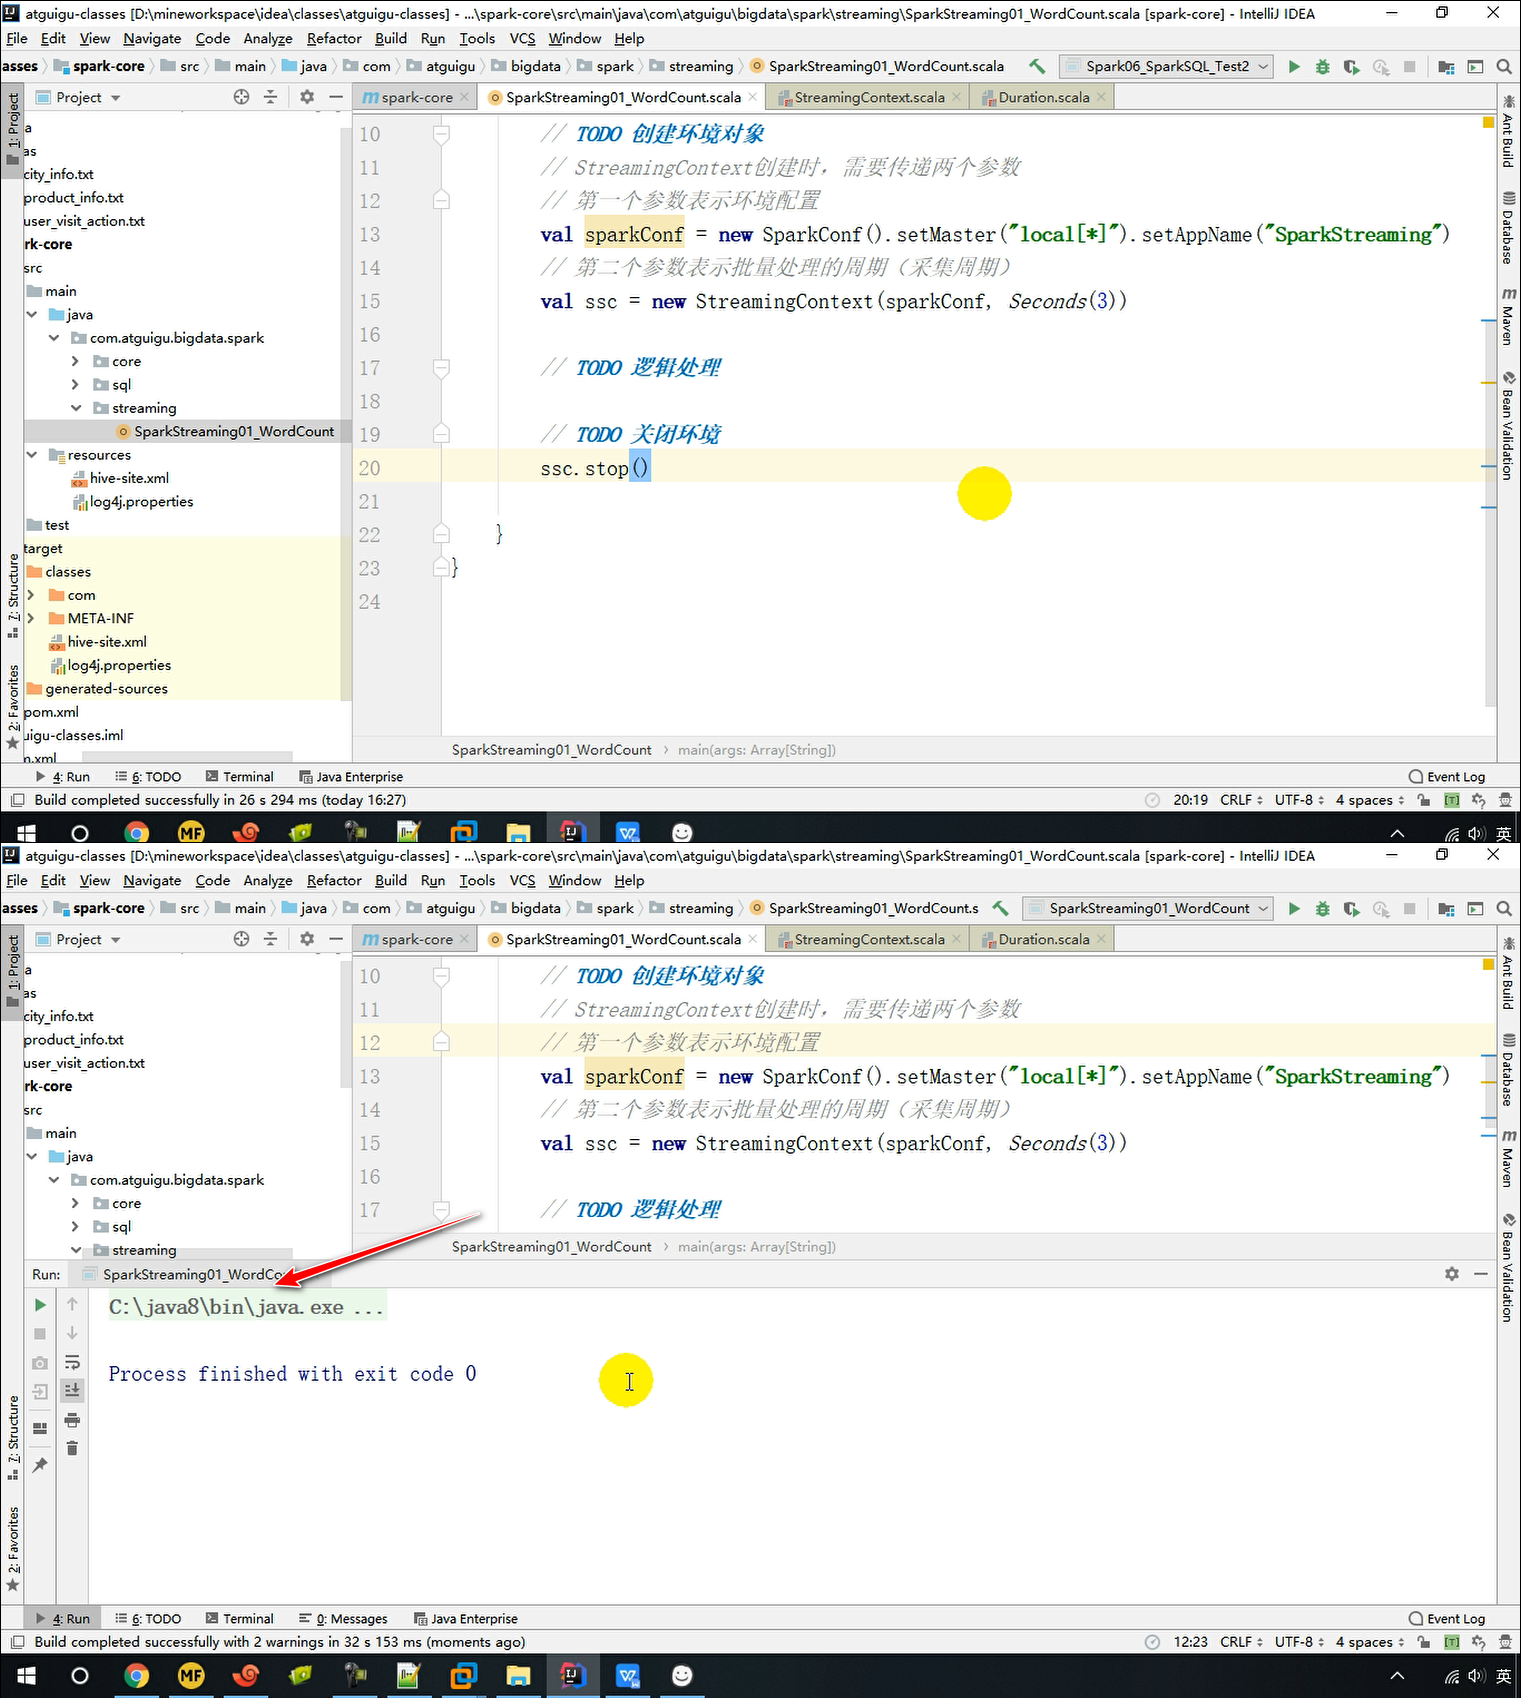 atguigu-classes [D:\mineworkspace\idea\classes\atguigu-classes] - ...\spark-core\src\main\java\com\atguigu\bigdata\spark\streaming\SparkStreaming01_WordCount.scala [spark-core] - IntelliJ IDEA
File Edit View Navigate Code Analyze Refactor Build Run Tools VCS Window Help
asses spark-core src main java com atguigu bigdata spark streaming SparkStreaming01_WordCount.scala Spark06_SparkSQL_Test2
1: Project
Project
spark-core SparkStreaming01_WordCount.scala StreamingContext.scala Duration.scala
a
as
city_info.txt
product_info.txt
user_visit_action.txt
rk-core
src
main
java
com.atguigu.bigdata.spark
core
sql
streaming
SparkStreaming01_WordCount
resources
hive-site.xml
log4j.properties
test
target
classes
com
META-INF
hive-site.xml
log4j.properties
generated-sources
pom.xml
uigu-classes.iml
n.xml
7: Structure
2: Favorites
10 // TODO 创建环境对象
11 // StreamingContext创建时，需要传递两个参数
12 // 第一个参数表示环境配置
13 val sparkConf = new SparkConf().setMaster("local[*]").setAppName("SparkStreaming")
14 // 第二个参数表示批量处理的周期（采集周期）
15 val ssc = new StreamingContext(sparkConf, Seconds(3))
16
17 // TODO 逻辑处理
18
19 // TODO 关闭环境
20 ssc.stop()
21
22 }
23 }
24
Ant Build
Database
Maven
Bean Validation
SparkStreaming01_WordCount main(args: Array[String])
4: Run 6: TODO Terminal Java Enterprise Event Log
Build completed successfully in 26 s 294 ms (today 16:27) 20:19 CRLF UTF-8 4 spaces
MF 英
atguigu-classes [D:\mineworkspace\idea\classes\atguigu-classes] - ...\spark-core\src\main\java\com\atguigu\bigdata\spark\streaming\SparkStreaming01_WordCount.scala [spark-core] - IntelliJ IDEA
File Edit View Navigate Code Analyze Refactor Build Run Tools VCS Window Help
asses spark-core src main java com atguigu bigdata spark streaming SparkStreaming01_WordCount.s SparkStreaming01_WordCount
1: Project
Project
spark-core SparkStreaming01_WordCount.scala StreamingContext.scala Duration.scala
a
as
city_info.txt
product_info.txt
user_visit_action.txt
rk-core
src
main
java
com.atguigu.bigdata.spark
core
sql
streaming
10 // TODO 创建环境对象
11 // StreamingContext创建时，需要传递两个参数
12 // 第一个参数表示环境配置
13 val sparkConf = new SparkConf().setMaster("local[*]").setAppName("SparkStreaming")
14 // 第二个参数表示批量处理的周期（采集周期）
15 val ssc = new StreamingContext(sparkConf, Seconds(3))
16
17 // TODO 逻辑处理
Ant Build
Database
Maven
Bean Validation
SparkStreaming01_WordCount main(args: Array[String])
Run: SparkStreaming01_WordCo
C:\java8\bin\java.exe ...
Process finished with exit code 0
7: Structure
2: Favorites
4: Run 6: TODO Terminal 0: Messages Java Enterprise Event Log
Build completed successfully with 2 warnings in 32 s 153 ms (moments ago) 12:23 CRLF UTF-8 4 spaces
MF 英